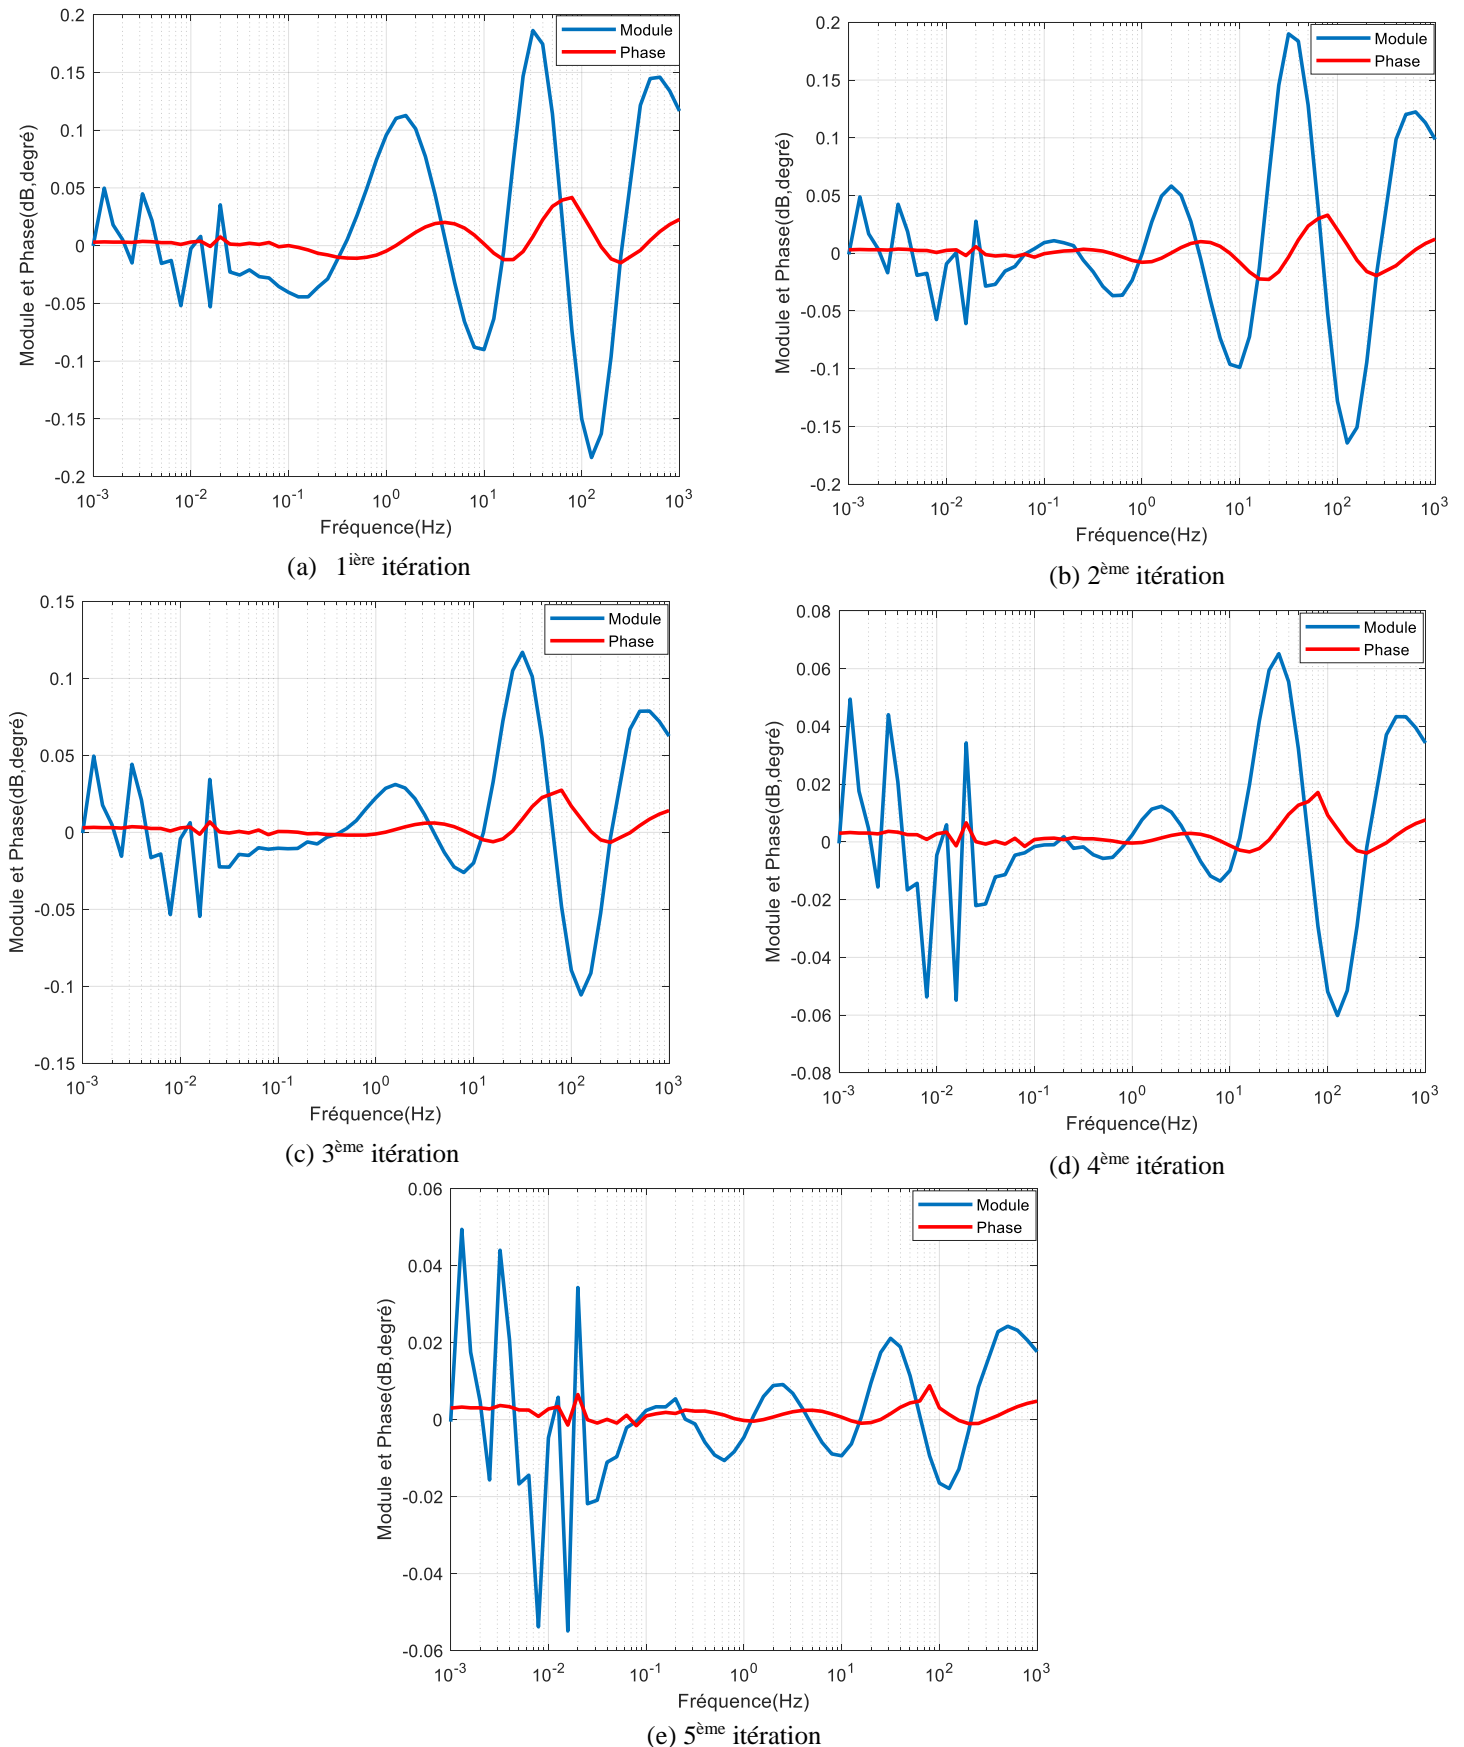 0.2
0.15
0.1
0.05
0
-0.05
-0.1
-0.15
-0.2
Module et Phase(dB,degré)
Module
Phase
10-3 10-2 10-1 100 101 102 103
Fréquence(Hz)
(a) 1ière itération
0.2
0.15
0.1
0.05
0
-0.05
-0.1
-0.15
-0.2
Module et Phase(dB,degré)
Module
Phase
10-3 10-2 10-1 100 101 102 103
Fréquence(Hz)
(b) 2ème itération
0.15
0.1
0.05
0
-0.05
-0.1
-0.15
Module et Phase(dB,degré)
Module
Phase
10-3 10-2 10-1 100 101 102 103
Fréquence(Hz)
(c) 3ème itération
0.08
0.06
0.04
0.02
0
-0.02
-0.04
-0.06
-0.08
Module et Phase(dB,degré)
Module
Phase
10-3 10-2 10-1 100 101 102 103
Fréquence(Hz)
(d) 4ème itération
0.06
0.04
0.02
0
-0.02
-0.04
-0.06
Module et Phase(dB,degré)
Module
Phase
10-3 10-2 10-1 100 101 102 103
Fréquence(Hz)
(e) 5ème itération